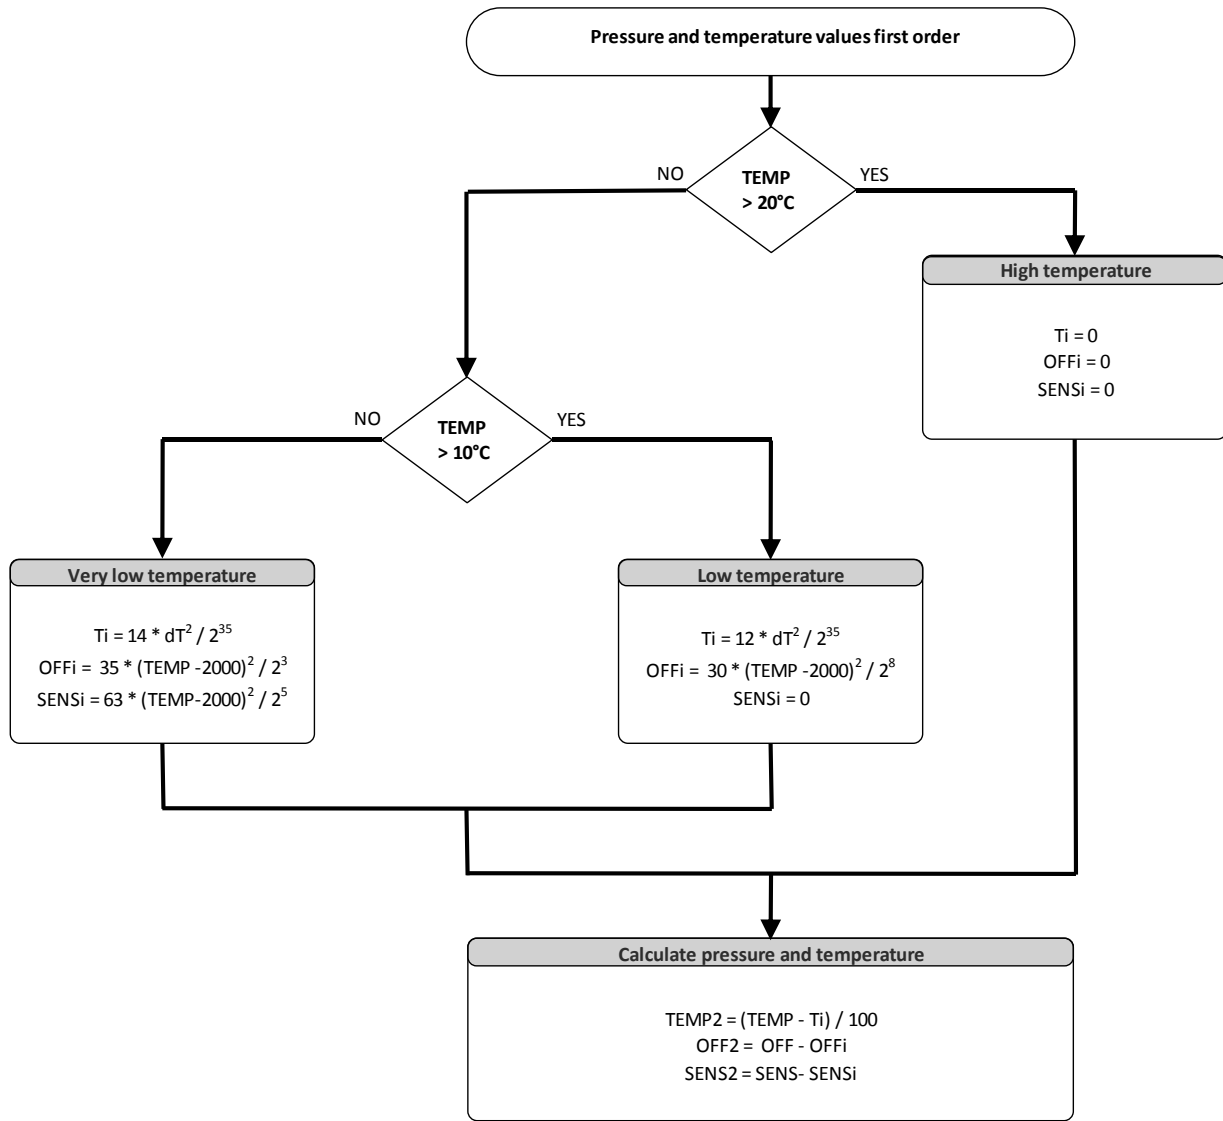 Pressure and temperature values first order
NO
TEMP
> 20°C
YES
High temperature
Ti = 0
OFFi = 0
SENSi = 0
NO
TEMP
> 10°C
YES
Very low temperature
Ti = 14 * dT² / 2³⁵
OFFi = 35 * (TEMP -2000)² / 2³
SENSi = 63 * (TEMP-2000)² / 2⁵
Low temperature
Ti = 12 * dT² / 2³⁵
OFFi = 30 * (TEMP -2000)² / 2⁸
SENSi = 0
Calculate pressure and temperature
TEMP2 = (TEMP - Ti) / 100
OFF2 = OFF - OFFi
SENS2 = SENS- SENSi